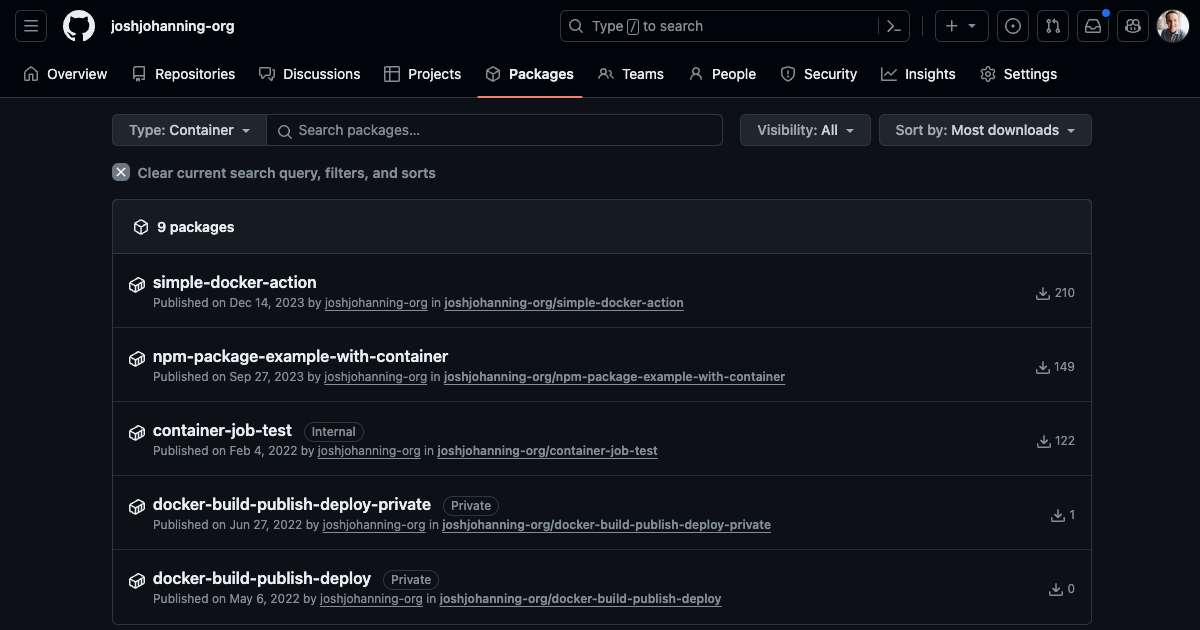 joshjohanning-org
Type / to search
Overview Repositories Discussions Projects Packages Teams People Security Insights Settings
Type: Container Search packages... Visibility: All Sort by: Most downloads
Clear current search query, filters, and sorts
9 packages
simple-docker-action
Published on Dec 14, 2023 by joshjohanning-org in joshjohanning-org/simple-docker-action
210
npm-package-example-with-container
Published on Sep 27, 2023 by joshjohanning-org in joshjohanning-org/npm-package-example-with-container
149
container-job-test Internal
Published on Feb 4, 2022 by joshjohanning-org in joshjohanning-org/container-job-test
122
docker-build-publish-deploy-private Private
Published on Jun 27, 2022 by joshjohanning-org in joshjohanning-org/docker-build-publish-deploy-private
1
docker-build-publish-deploy Private
Published on May 6, 2022 by joshjohanning-org in joshjohanning-org/docker-build-publish-deploy
0